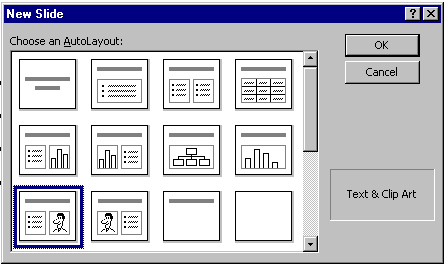 New Slide
Choose an AutoLayout:
OK
Cancel
Text & Clip Art